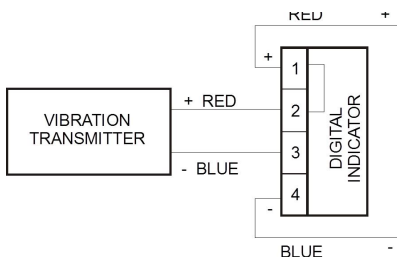 RED +
+
1
+ RED
2
VIBRATION
TRANSMITTER
DIGITAL
INDICATOR
3
- BLUE
4
-
BLUE -